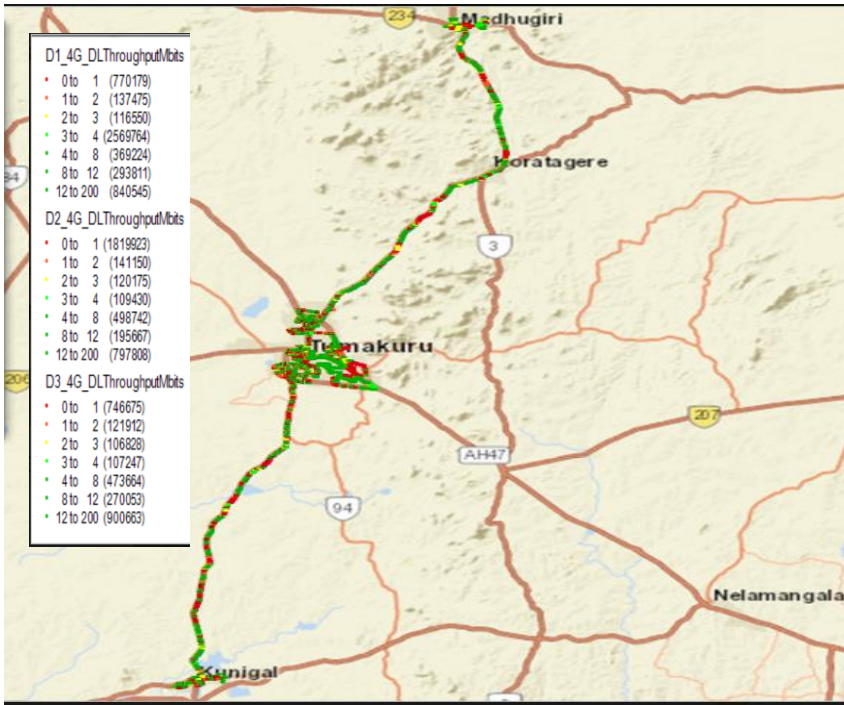 D1_4G_DLThroughputMbits
0 to 1 (770179)
1 to 2 (137475)
2 to 3 (116550)
3 to 4 (2569764)
4 to 8 (369224)
8 to 12 (293811)
12 to 200 (840545)
D2_4G_DLThroughputMbits
0 to 1 (1819923)
1 to 2 (141150)
2 to 3 (120175)
3 to 4 (109430)
4 to 8 (498742)
8 to 12 (195667)
12 to 200 (797808)
D3_4G_DLThroughputMbits
0 to 1 (746675)
1 to 2 (121912)
2 to 3 (106828)
3 to 4 (107247)
4 to 8 (473664)
8 to 12 (270053)
12 to 200 (900663)
234
Madhugiri
Koratagere
84
3
Tumakuru
206
207
AH47
94
Nelamangala
Kunigal